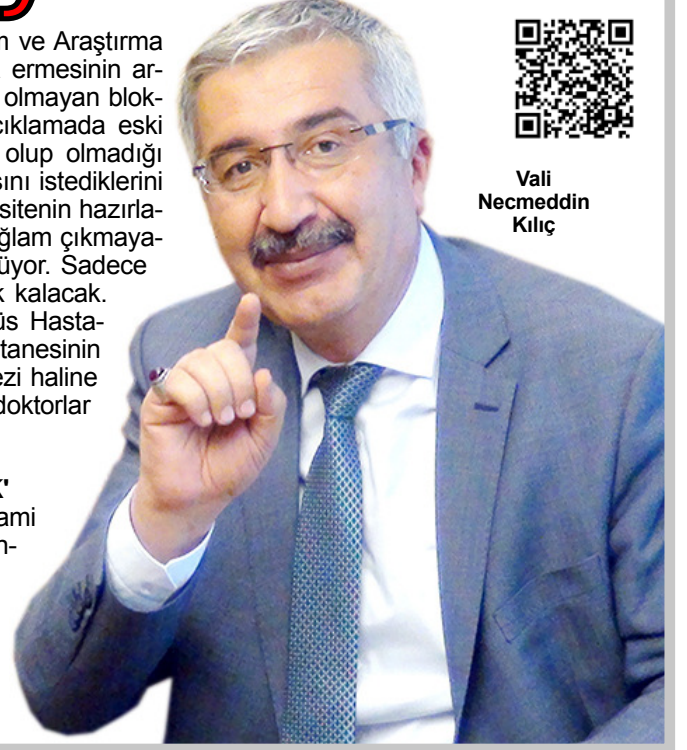 n ve Araştırma
ermesinin ar-
olmayan blok-
çıklamada eski
olup olmadığı
sını istediklerini
sitenin hazırla-
ağlam çıkmaya-
üyor. Sadece
k kalacak.
üs Hasta-
tanesinin
ezi haline
doktorlar
K'
ami
n-
Vali
Necmeddin
Kılıç